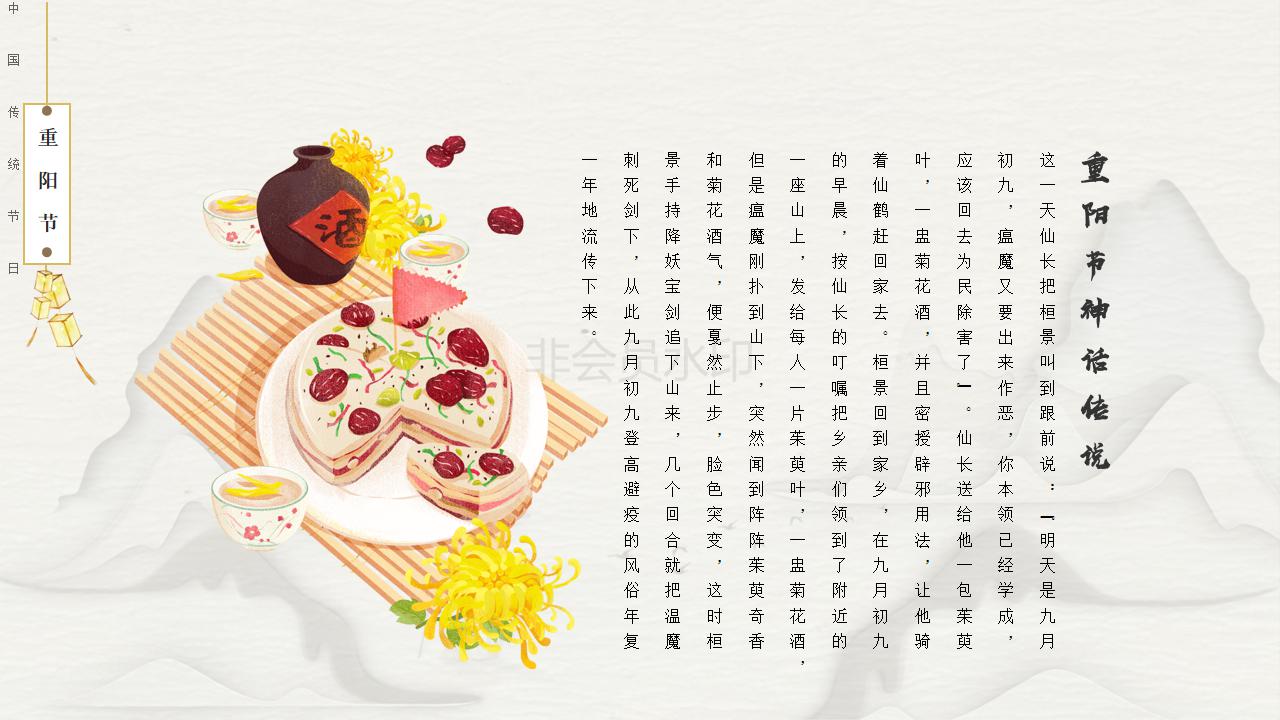 中国传统节日
重阳节
酒
重阳节神话传说
这一天仙长把桓景叫到跟前说：“明天是九月
初九，瘟魔又要出来作恶，你本领已经学成，
应该回去为民除害了”。仙长送给他一包茱萸
叶，一盅菊花酒，并且密授辟邪用法，让他骑
着仙鹤赶回家去。桓景回到家乡，在九月初九
的早晨，按仙长的叮嘱把乡亲们领到了附近的
一座山上，发给每人一片茱萸叶，一盅菊花酒，
但是瘟魔刚扑到山下，突然闻到阵阵茱萸奇香
和菊花酒气，便戛然止步，脸色突变，这时桓
景手持降妖宝剑追下山来，几个回合就把温魔
刺死剑下，从此九月初九登高避疫的风俗年复
一年地流传下来。
非会员水印